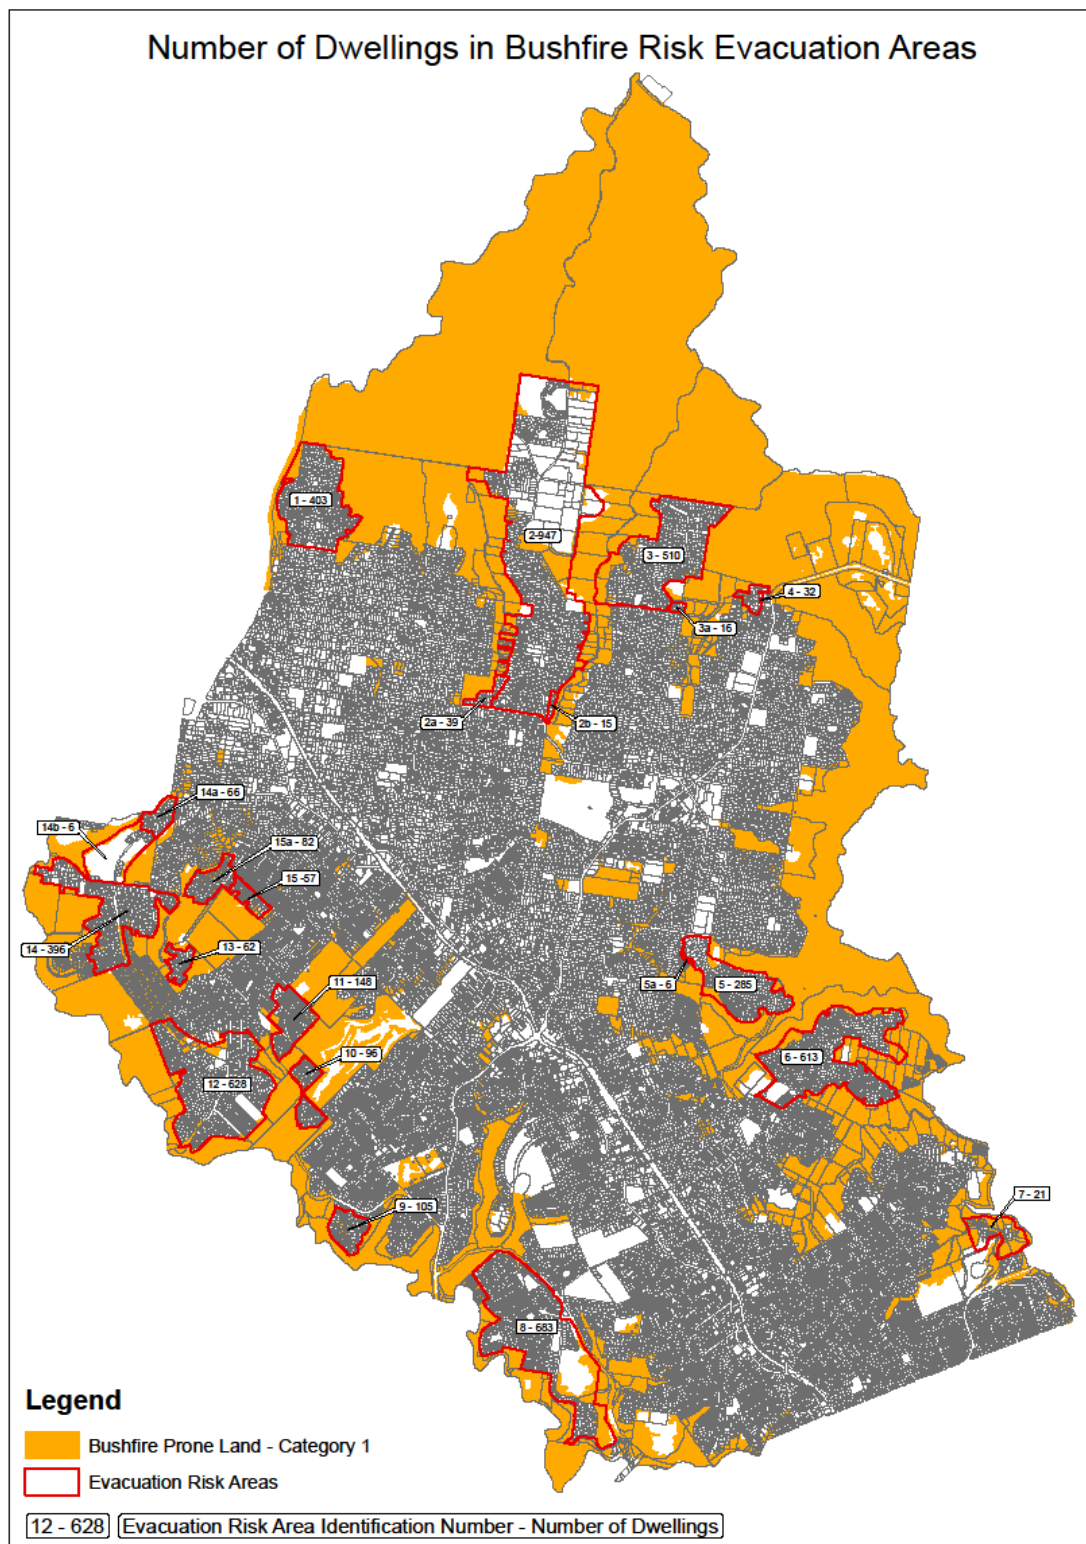 Number of Dwellings in Bushfire Risk Evacuation Areas
1 - 403
2-947
3 - 510
4 - 32
3a - 16
2a - 39
2b - 15
14a - 66
14b - 6
15a - 82
15 -57
14 - 396
13 - 62
5a - 6
5 - 285
11 - 148
10 - 96
6 - 613
12 - 628
7 - 21
9 - 105
8 - 683
Legend
Bushfire Prone Land - Category 1
Evacuation Risk Areas
12 - 628 Evacuation Risk Area Identification Number - Number of Dwellings